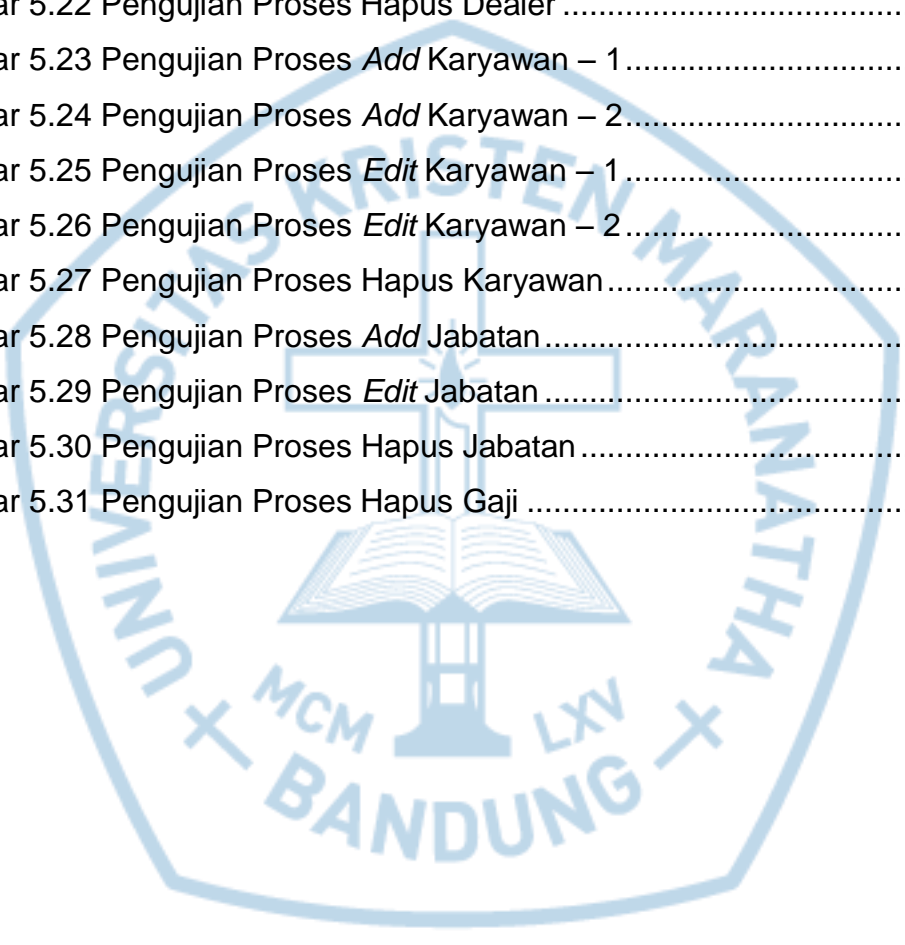 ar 5.22 Pengujian Proses Hapus Dealer ......................................
ar 5.23 Pengujian Proses Add Karyawan – 1...............................
ar 5.24 Pengujian Proses Add Karyawan – 2...............................
ar 5.25 Pengujian Proses Edit Karyawan – 1 ...............................
ar 5.26 Pengujian Proses Edit Karyawan – 2 ...............................
ar 5.27 Pengujian Proses Hapus Karyawan .................................
ar 5.28 Pengujian Proses Add Jabatan ........................................
ar 5.29 Pengujian Proses Edit Jabatan ........................................
ar 5.30 Pengujian Proses Hapus Jabatan ....................................
ar 5.31 Pengujian Proses Hapus Gaji ..........................................
UNIVERSITAS KRISTEN MARANATHA
MCM LXV
BANDUNG